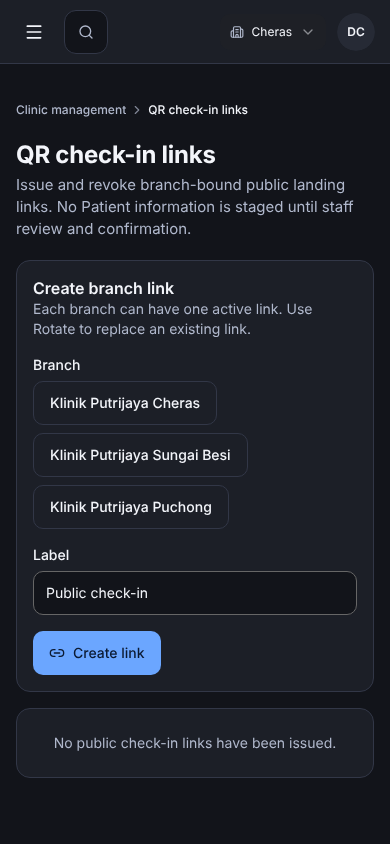 Cheras
DC
Clinic management > QR check-in links
QR check-in links
Issue and revoke branch-bound public landing
links. No Patient information is staged until staff
review and confirmation.
Create branch link
Each branch can have one active link. Use
Rotate to replace an existing link.
Branch
Klinik Putrijaya Cheras
Klinik Putrijaya Sungai Besi
Klinik Putrijaya Puchong
Label
Public check-in
Create link
No public check-in links have been issued.